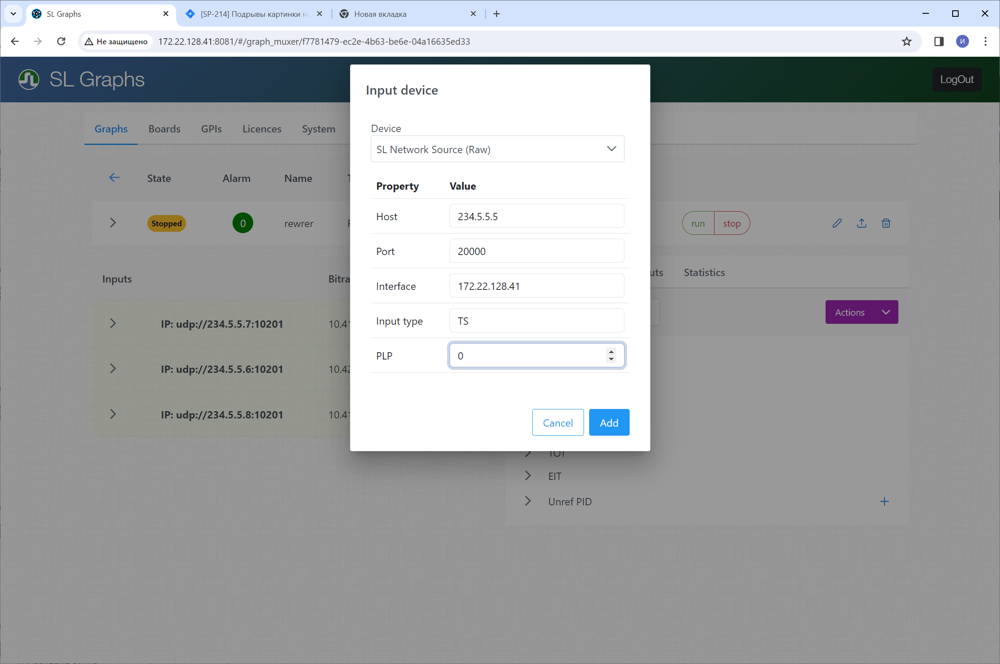 SL Graphs
[SP-214] Подрывы картинки н
Новая вкладка
Не защищено
172.22.128.41:8081/#/graph_muxer/f7781479-ec2e-4b63-be6e-04a16635ed33
SL Graphs
LogOut
Graphs
Boards
GPIs
Licences
System
State
Alarm
Name
Stopped
0
rewrer
run
stop
Inputs
Bitra
uts
Statistics
Actions
IP: udp://234.5.5.7:10201
10.41
IP: udp://234.5.5.6:10201
10.42
IP: udp://234.5.5.8:10201
10.41
TOT
EIT
Unref PID
Input device
Device
SL Network Source (Raw)
Property
Value
Host
234.5.5.5
Port
20000
Interface
172.22.128.41
Input type
TS
PLP
0
Cancel
Add
И